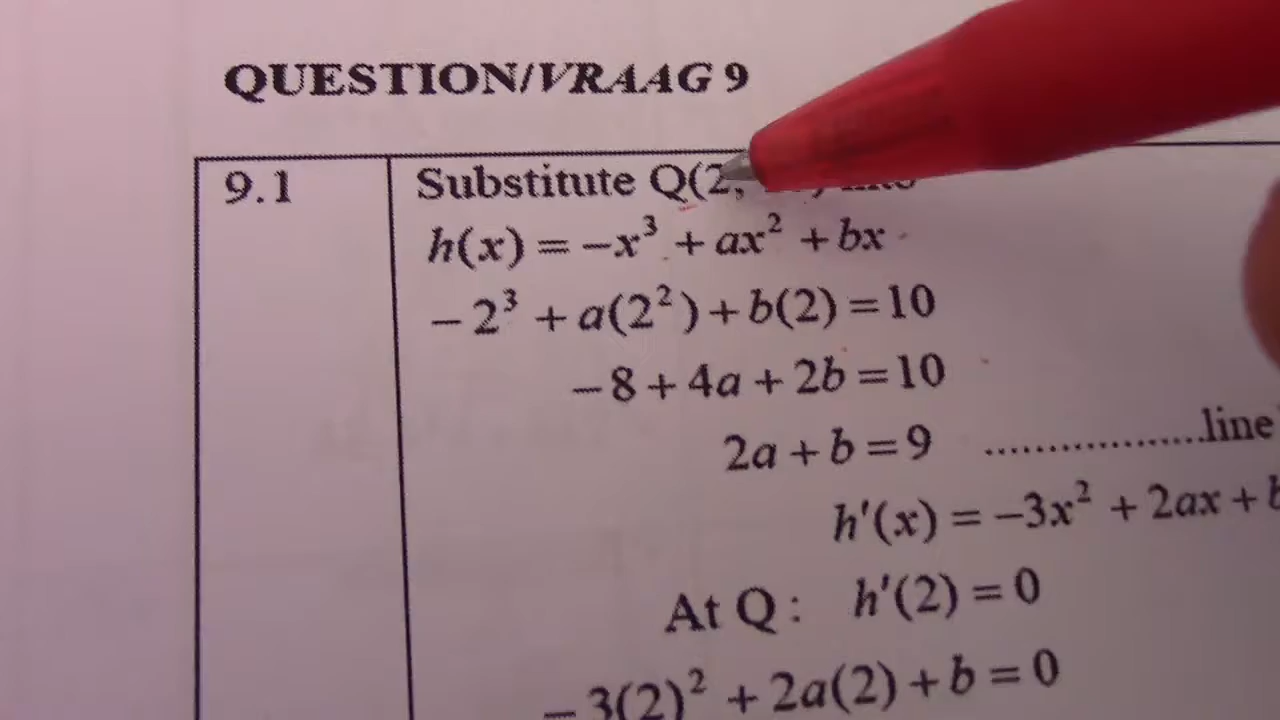 QUESTION/VRAAG 9
9.1
Substitute Q(2,
h(x) = −x³ + ax² + bx
−2³ + a(2²) + b(2) = 10
−8 + 4a + 2b = 10
2a + b = 9 ..................line
h′(x) = −3x² + 2ax + b
At Q : h′(2) = 0
−3(2)² + 2a(2) + b = 0